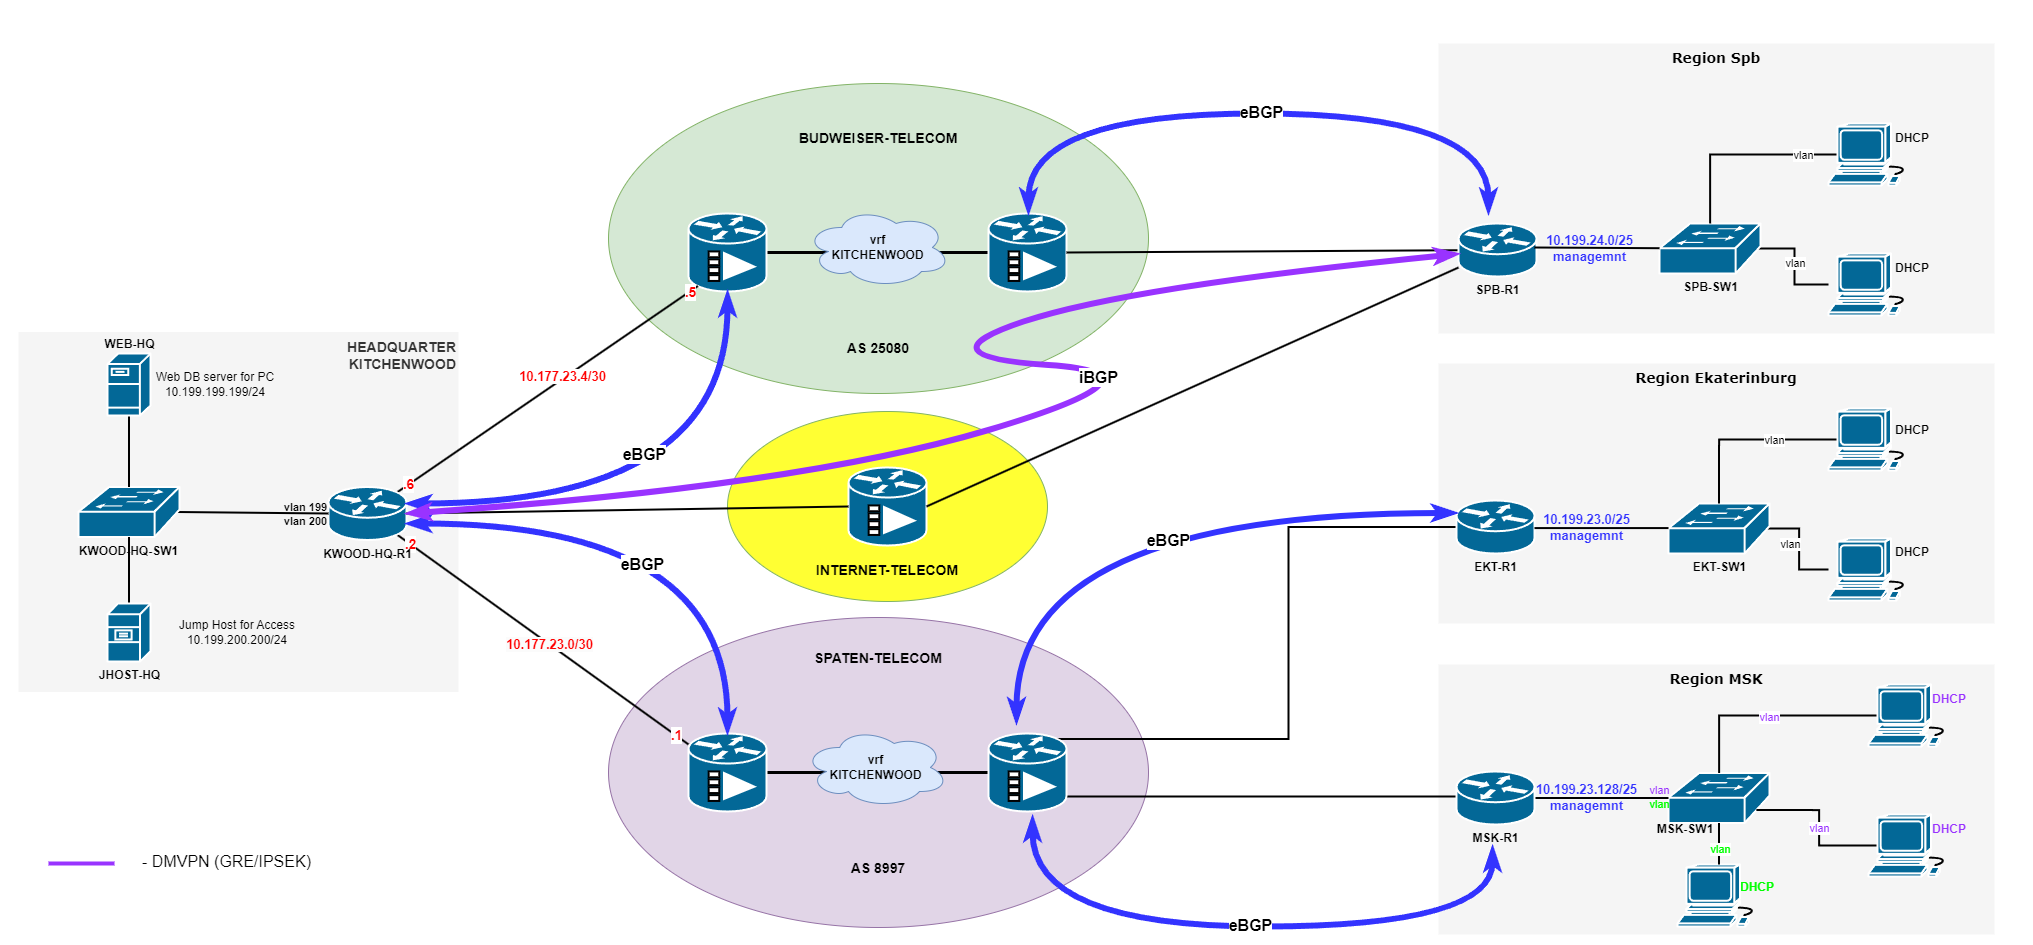 HEADQUARTER
KITCHENWOOD
WEB-HQ
Web DB server for PC
10.199.199.199/24
KWOOD-HQ-SW1
vlan 199
vlan 200
KWOOD-HQ-R1
Jump Host for Access
10.199.200.200/24
JHOST-HQ
- DMVPN (GRE/IPSEK)
.6
10.177.23.4/30
.5
.2
10.177.23.0/30
.1
eBGP
eBGP
BUDWEISER-TELECOM
vrf
KITCHENWOOD
AS 25080
iBGP
INTERNET-TELECOM
SPATEN-TELECOM
vrf
KITCHENWOOD
AS 8997
eBGP
eBGP
eBGP
Region Spb
SPB-R1
10.199.24.0/25
managemnt
SPB-SW1
vlan
DHCP
vlan
DHCP
Region Ekaterinburg
EKT-R1
10.199.23.0/25
managemnt
EKT-SW1
vlan
DHCP
vlan
DHCP
Region MSK
MSK-R1
10.199.23.128/25
managemnt
vlan
vlan
MSK-SW1
vlan
DHCP
vlan
DHCP
vlan
DHCP